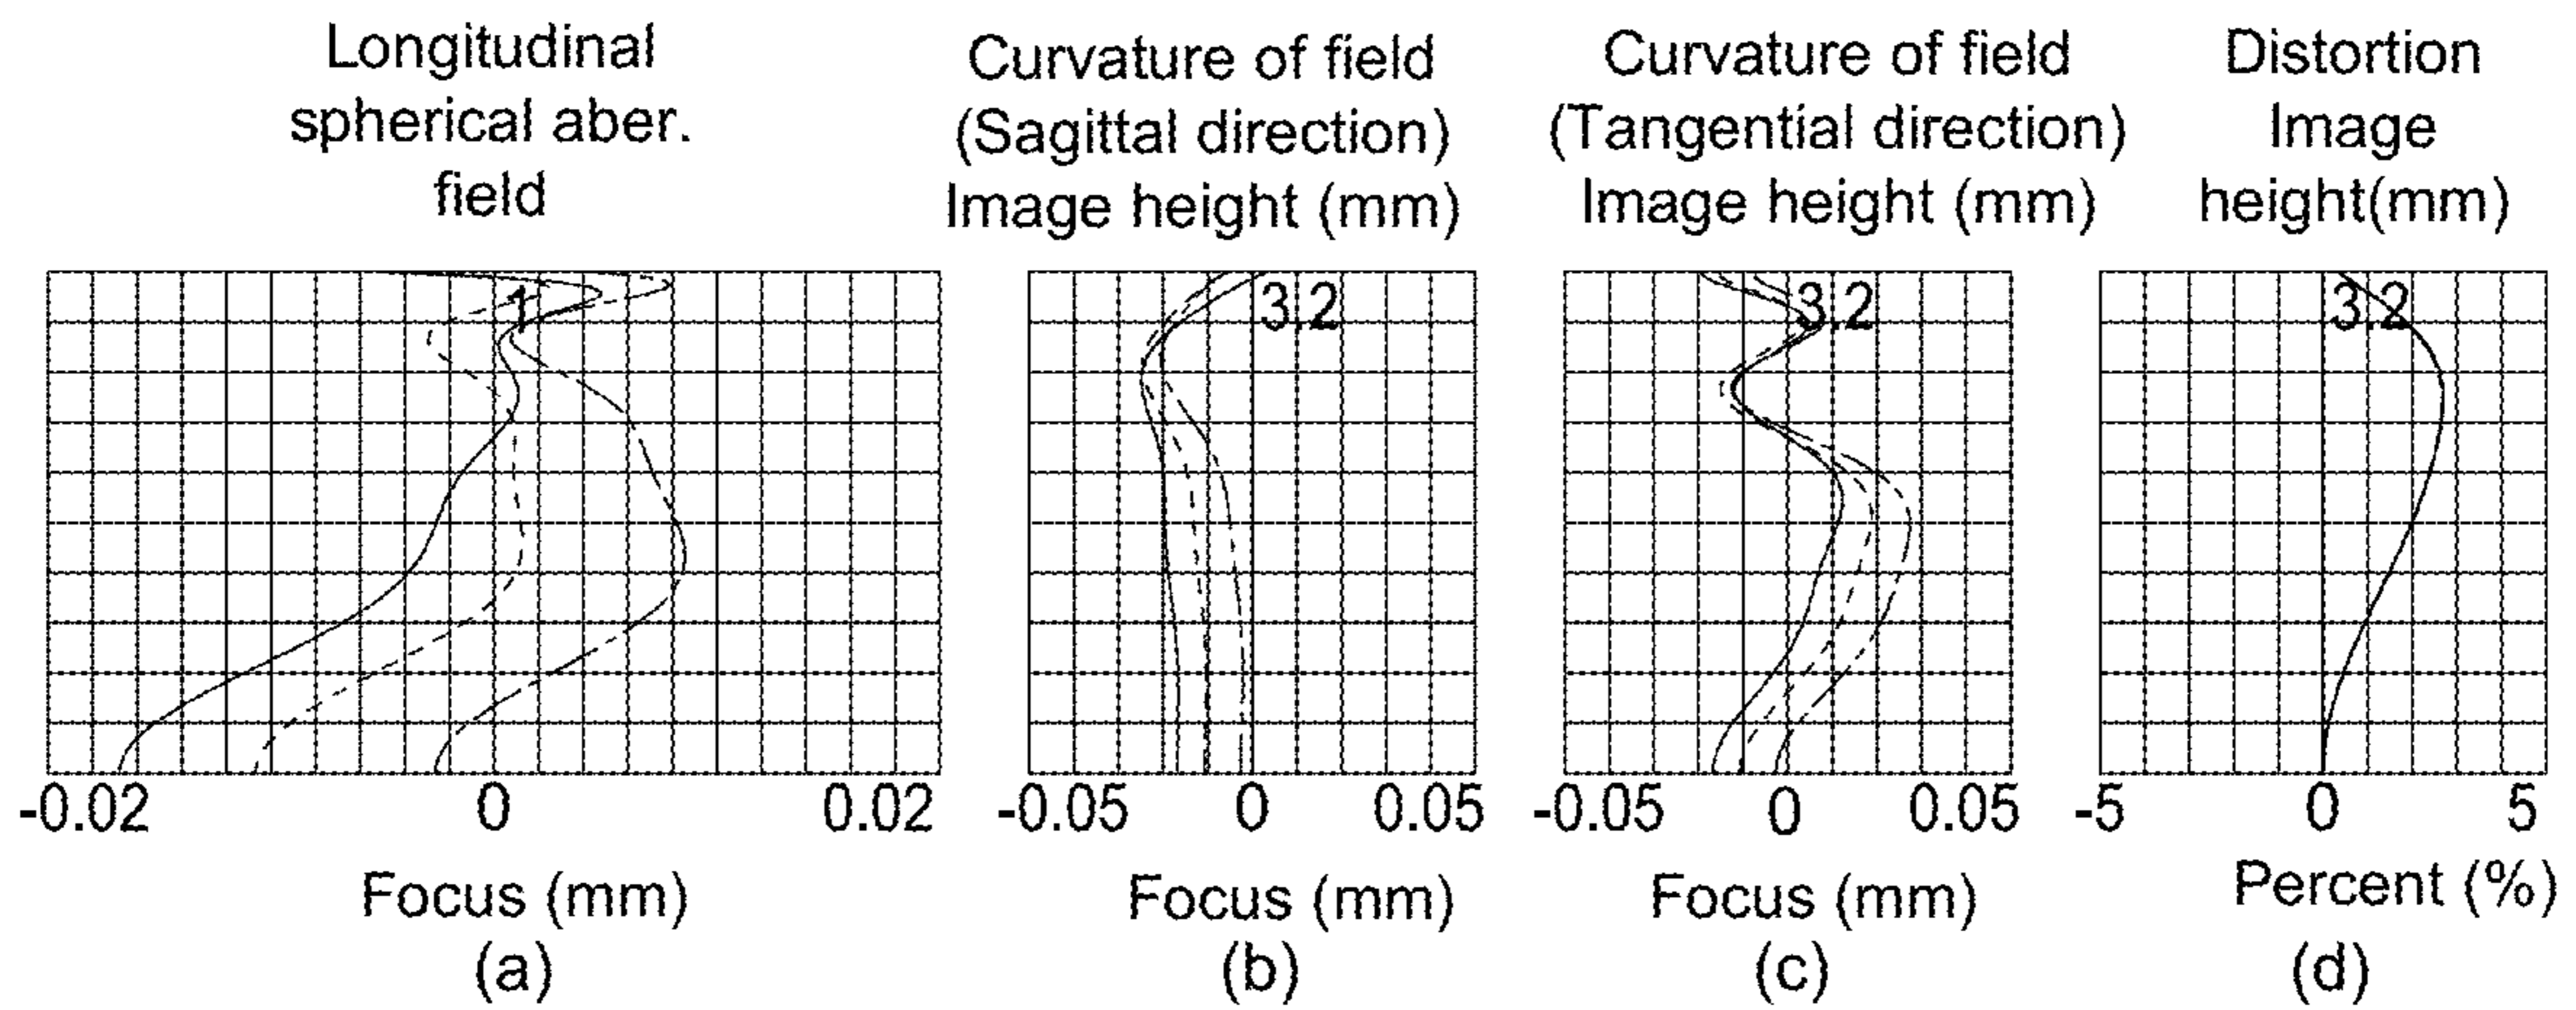 Longitudinal
spherical aber.
field
1
-0.02 0 0.02
Focus (mm)
(a)
Curvature of field
(Sagittal direction)
Image height (mm)
3.2
-0.05 0 0.05
Focus (mm)
(b)
Curvature of field
(Tangential direction)
Image height (mm)
3.2
-0.05 0 0.05
Focus (mm)
(c)
Distortion
Image
height(mm)
3.2
-5 0 5
Percent (%)
(d)